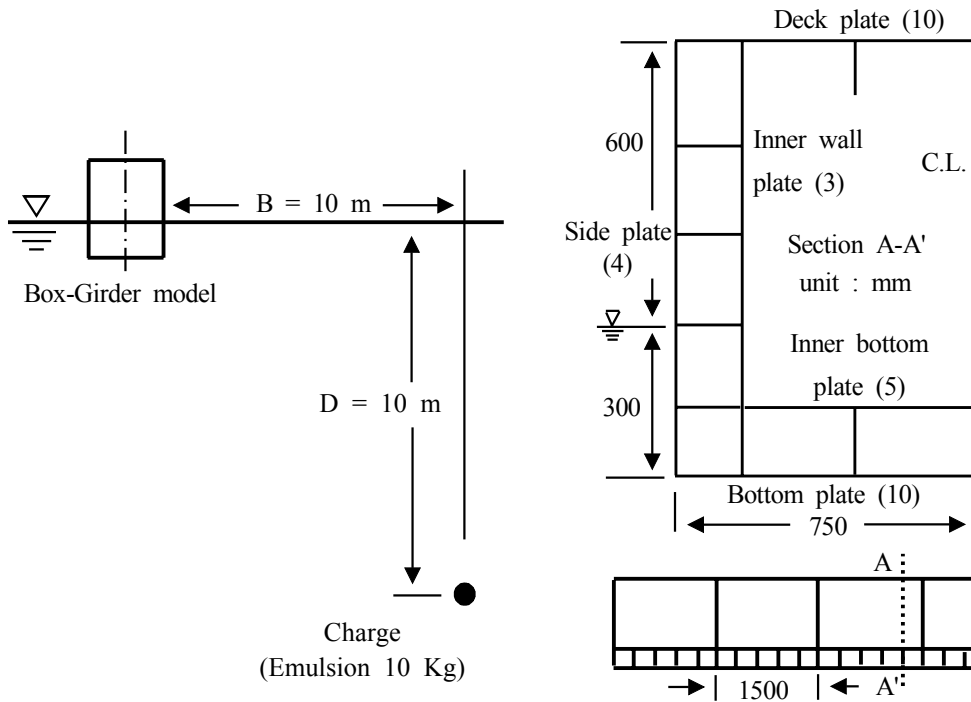 B = 10 m
Box-Girder model
D = 10 m
Charge
(Emulsion 10 Kg)
Deck plate (10)
600
Inner wall
plate (3)
C.L.
Side plate
(4)
Section A-A'
unit : mm
Inner bottom
plate (5)
300
Bottom plate (10)
750
A
1500
A'